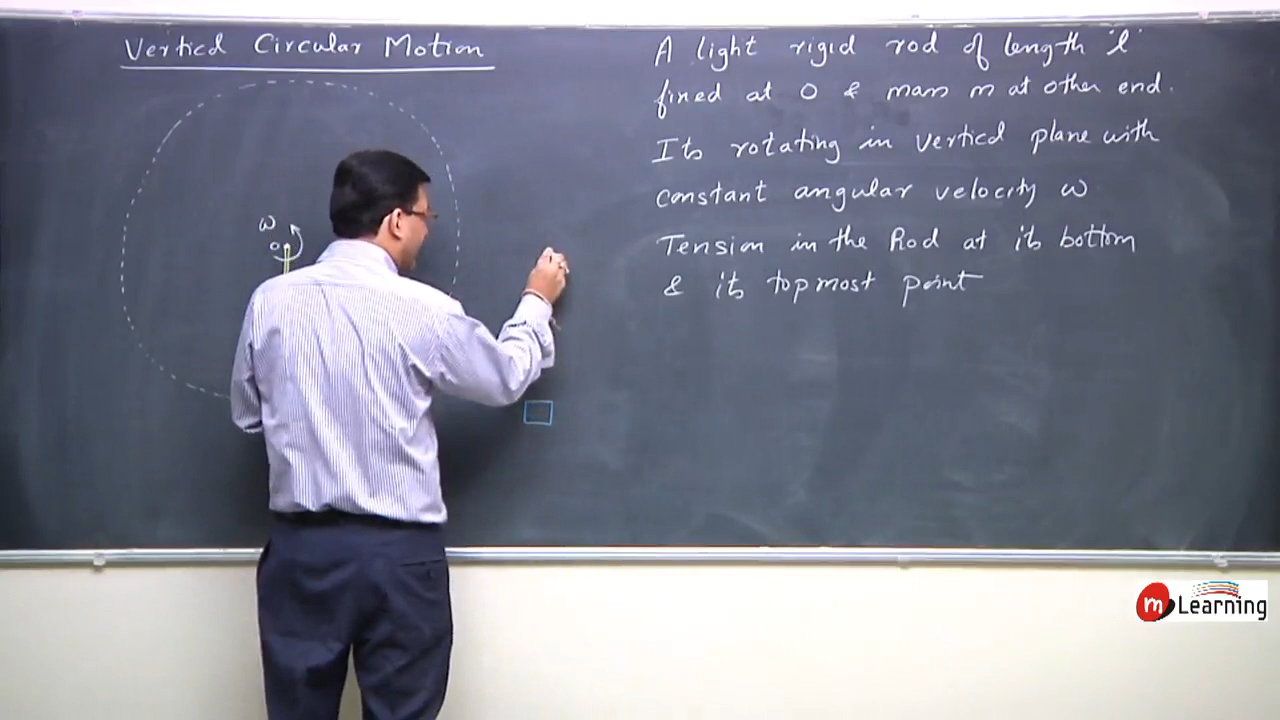 Vertical Circular Motion
A light rigid rod of length 'l'
fixed at O & mass m at other end.
Its rotating in vertical plane with
constant angular velocity ω
Tension in the Rod at its bottom
& its topmost point
ω
O
m Learning